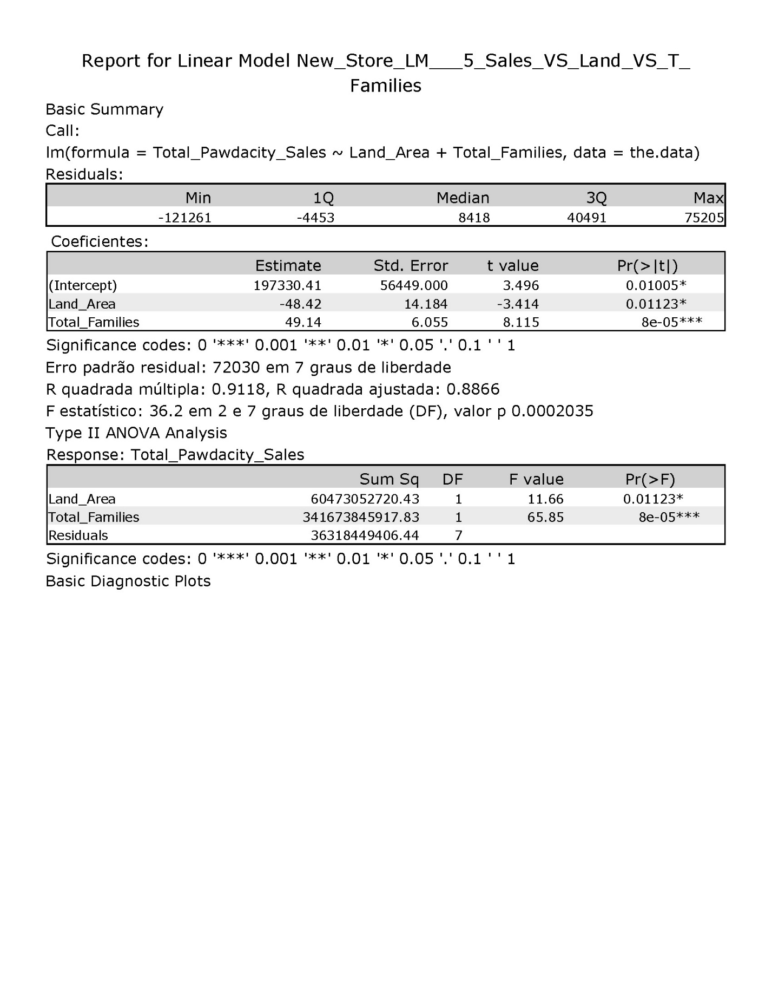 Report for Linear Model New_Store_LM___5_Sales_VS_Land_VS_T_
Families
Basic Summary
Call:
lm(formula = Total_Pawdacity_Sales ~ Land_Area + Total_Families, data = the.data)
Residuals:
Min 1Q Median 3Q Max
-121261 -4453 8418 40491 75205
Coeficientes:
Estimate Std. Error t value Pr(>|t|)
(Intercept) 197330.41 56449.000 3.496 0.01005*
Land_Area -48.42 14.184 -3.414 0.01123*
Total_Families 49.14 6.055 8.115 8e-05***
Significance codes: 0 '***' 0.001 '**' 0.01 '*' 0.05 '.' 0.1 ' ' 1
Erro padrão residual: 72030 em 7 graus de liberdade
R quadrada múltipla: 0.9118, R quadrada ajustada: 0.8866
F estatístico: 36.2 em 2 e 7 graus de liberdade (DF), valor p 0.0002035
Type II ANOVA Analysis
Response: Total_Pawdacity_Sales
Sum Sq DF F value Pr(>F)
Land_Area 60473052720.43 1 11.66 0.01123*
Total_Families 341673845917.83 1 65.85 8e-05***
Residuals 36318449406.44 7
Significance codes: 0 '***' 0.001 '**' 0.01 '*' 0.05 '.' 0.1 ' ' 1
Basic Diagnostic Plots